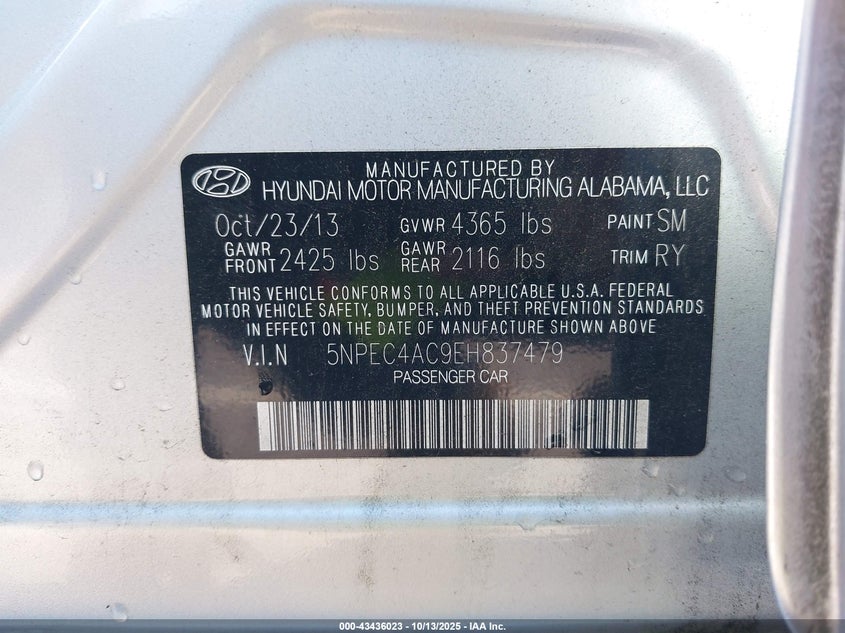 MANUFACTURED BY
HYUNDAI MOTOR MANUFACTURING ALABAMA, LLC
Oct/23/13 GVWR 4365 lbs PAINT SM
GAWR FRONT 2425 lbs GAWR REAR 2116 lbs TRIM RY
THIS VEHICLE CONFORMS TO ALL APPLICABLE U.S.A. FEDERAL
MOTOR VEHICLE SAFETY, BUMPER, AND THEFT PREVENTION STANDARDS
IN EFFECT ON THE DATE OF MANUFACTURE SHOWN ABOVE
V.I.N 5NPEC4AC9EH837479
PASSENGER CAR
000-43436023 - 10/13/2025 - IAA Inc.